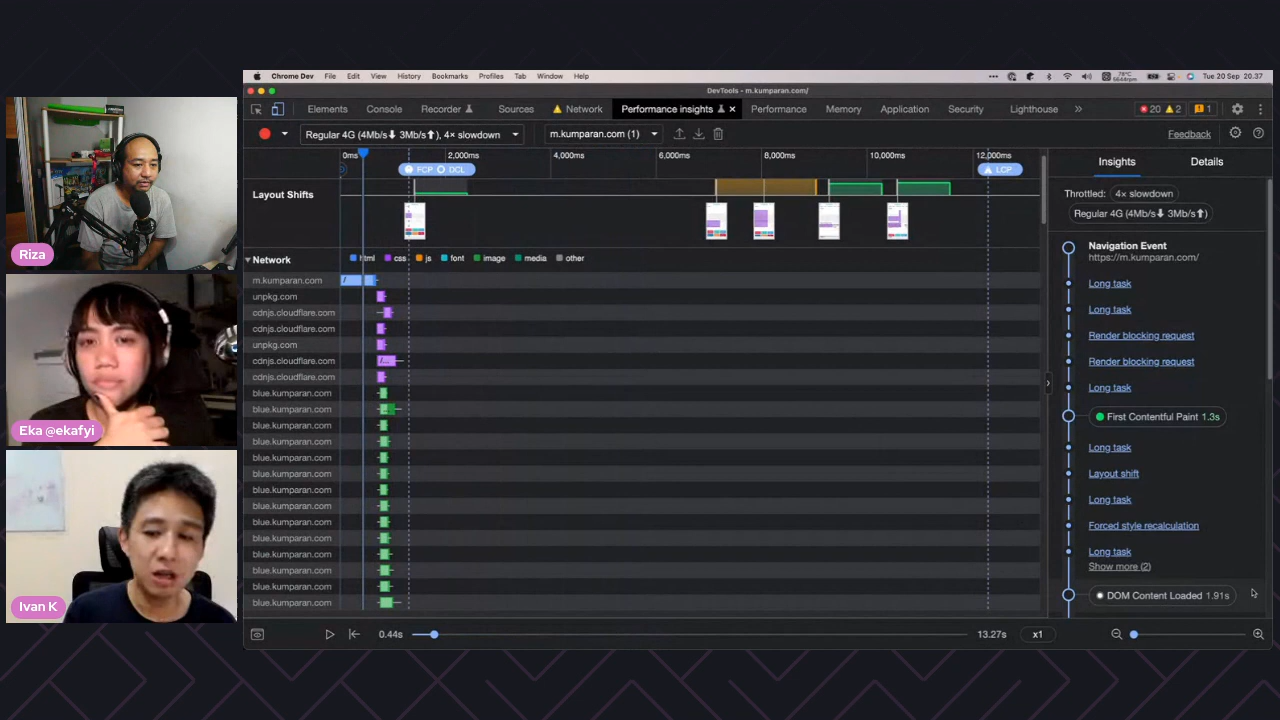 Chrome Dev File Edit View History Bookmarks Profiles Tab Window Help
Tue 20 Sep 20.37
DevTools - m.kumparan.com/
Elements Console Recorder Sources Network Performance insights Performance Memory Application Security Lighthouse 20 2 1
Regular 4G (4Mb/s⬇ 3Mb/s⬆), 4× slowdown m.kumparan.com (1) Feedback
0ms 2,000ms 4,000ms 6,000ms 8,000ms 10,000ms 12,000ms
FCP DCL LCP
Layout Shifts
Network
html css js font image media other
m.kumparan.com
unpkg.com
cdnjs.cloudflare.com
cdnjs.cloudflare.com
unpkg.com
cdnjs.cloudflare.com
cdnjs.cloudflare.com
blue.kumparan.com
blue.kumparan.com
blue.kumparan.com
blue.kumparan.com
blue.kumparan.com
blue.kumparan.com
blue.kumparan.com
blue.kumparan.com
blue.kumparan.com
blue.kumparan.com
blue.kumparan.com
blue.kumparan.com
blue.kumparan.com
blue.kumparan.com
0.44s 13.27s x1
Insights Details
Throttled: 4× slowdown
Regular 4G (4Mb/s⬇ 3Mb/s⬆)
Navigation Event
https://m.kumparan.com/
Long task
Long task
Render blocking request
Render blocking request
Long task
First Contentful Paint 1.3s
Long task
Layout shift
Long task
Forced style recalculation
Long task
Show more (2)
DOM Content Loaded 1.91s
Riza
Eka @ekafyi
Ivan K